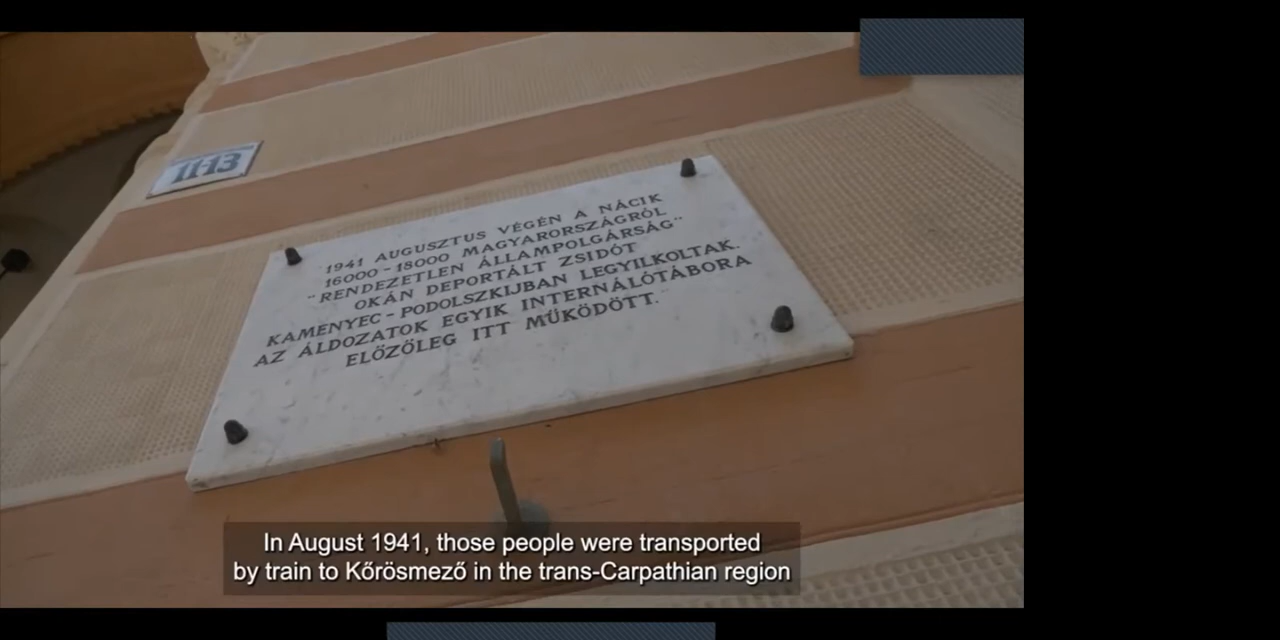 11-13
1941 AUGUSZTUS VÉGÉN A NÁCIK
16000-18000 MAGYARORSZÁGRÓL
"RENDEZETLEN ÁLLAMPOLGÁRSÁG"
OKÁN DEPORTÁLT ZSIDÓT
KAMENYEC-PODOLSZKIJBAN LEGYILKOLTAK.
AZ ÁLDOZATOK EGYIK INTERNÁLÓTÁBORA
ELŐZŐLEG ITT MŰKÖDÖTT.
In August 1941, those people were transported
by train to Kőrösmező in the trans-Carpathian region